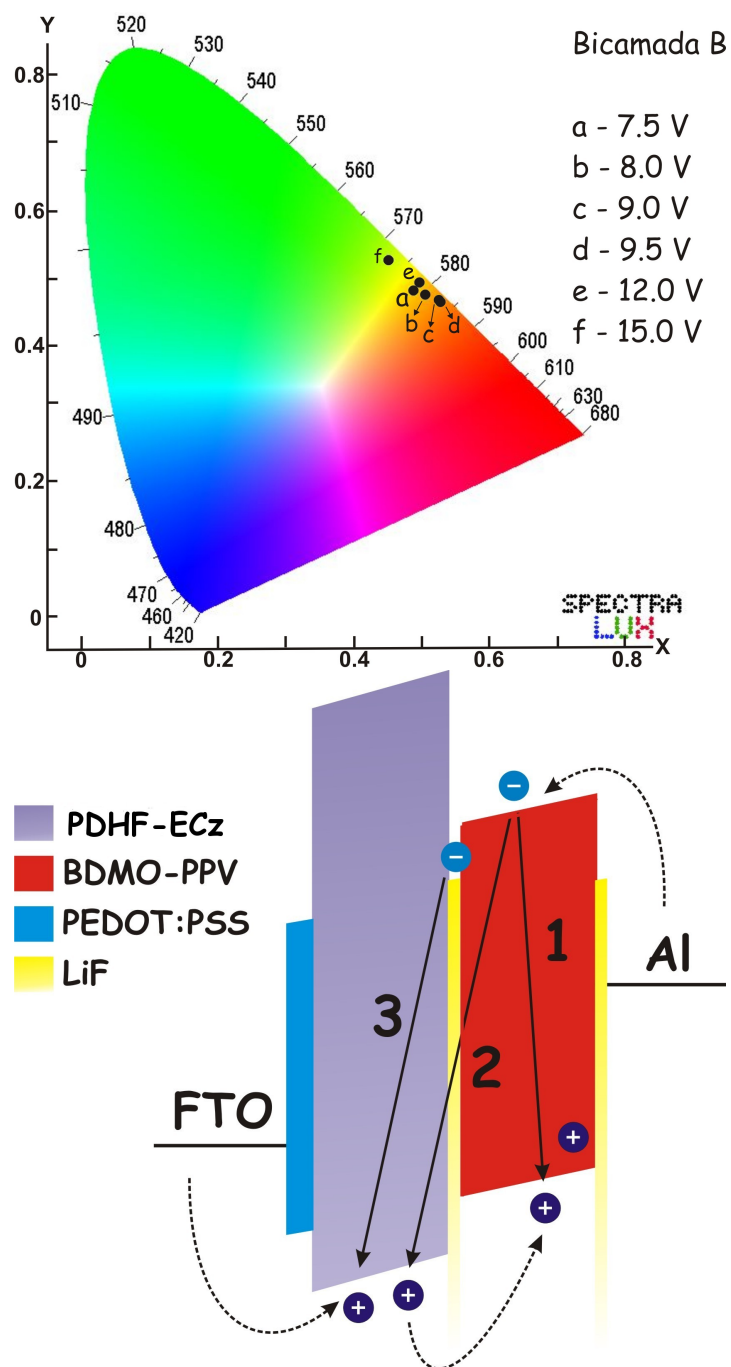 Y
520
530
540
550
560
570
580
590
600
610
630
680
510
490
480
470
460
420
0.8
0.6
0.4
0.2
0
0
0.2
0.4
0.6
0.8
X
f
e
a
b
c
d
Bicamada B
a - 7.5 V
b - 8.0 V
c - 9.0 V
d - 9.5 V
e - 12.0 V
f - 15.0 V
SPECTRA
LUX
PDHF-ECz
BDMO-PPV
PEDOT:PSS
LiF
FTO
Al
1
2
3
−
−
+
+
+
+